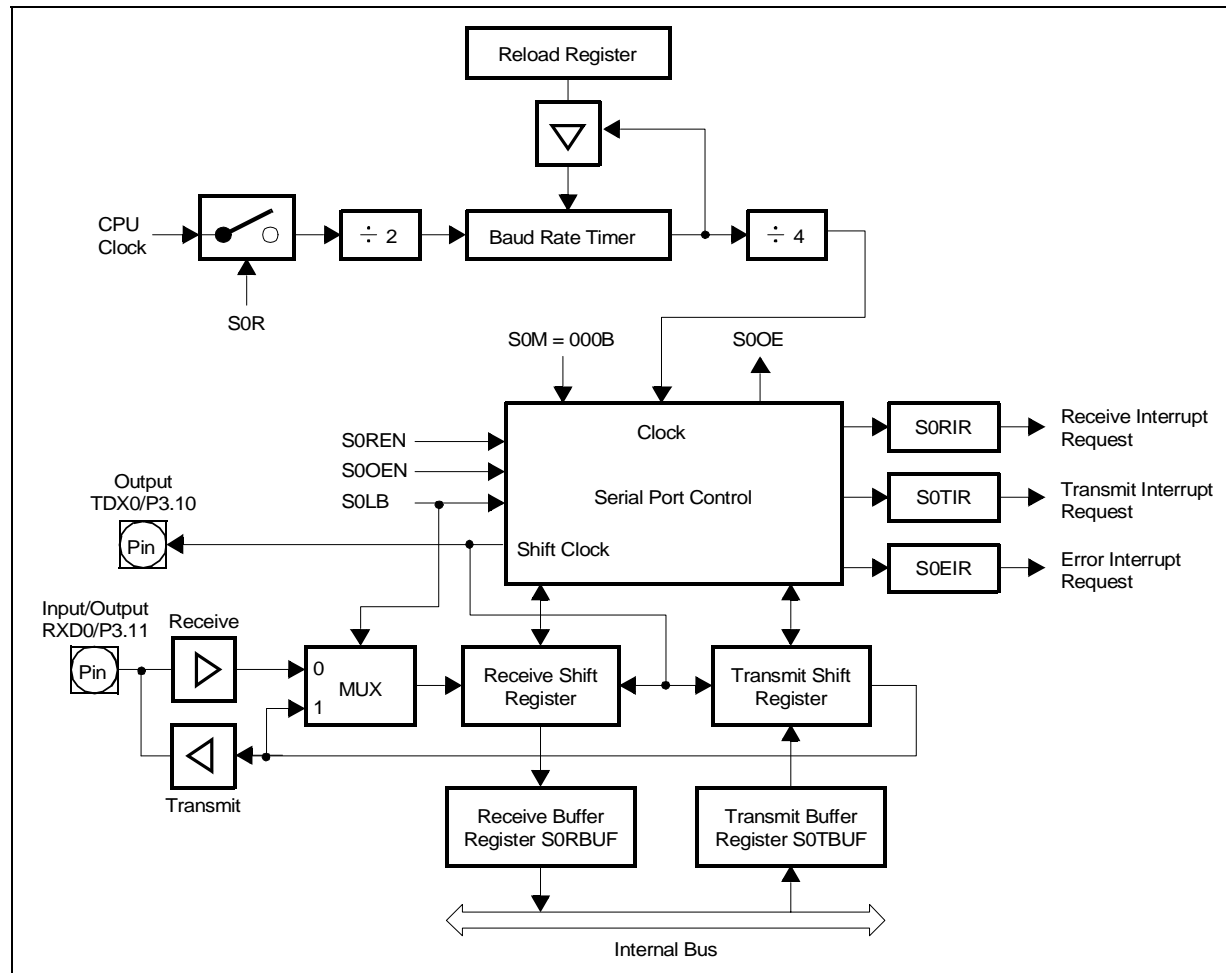 Reload Register
CPU
Clock
÷ 2
Baud Rate Timer
÷ 4
S0R
S0M = 000B
S0OE
Clock
S0REN
S0OEN
S0LB
Serial Port Control
Shift Clock
S0RIR
Receive Interrupt
Request
S0TIR
Transmit Interrupt
Request
S0EIR
Error Interrupt
Request
Output
TDX0/P3.10
Pin
Input/Output
RXD0/P3.11
Pin
Receive
0
MUX
1
Receive Shift
Register
Transmit Shift
Register
Transmit
Receive Buffer
Register S0RBUF
Transmit Buffer
Register S0TBUF
Internal Bus